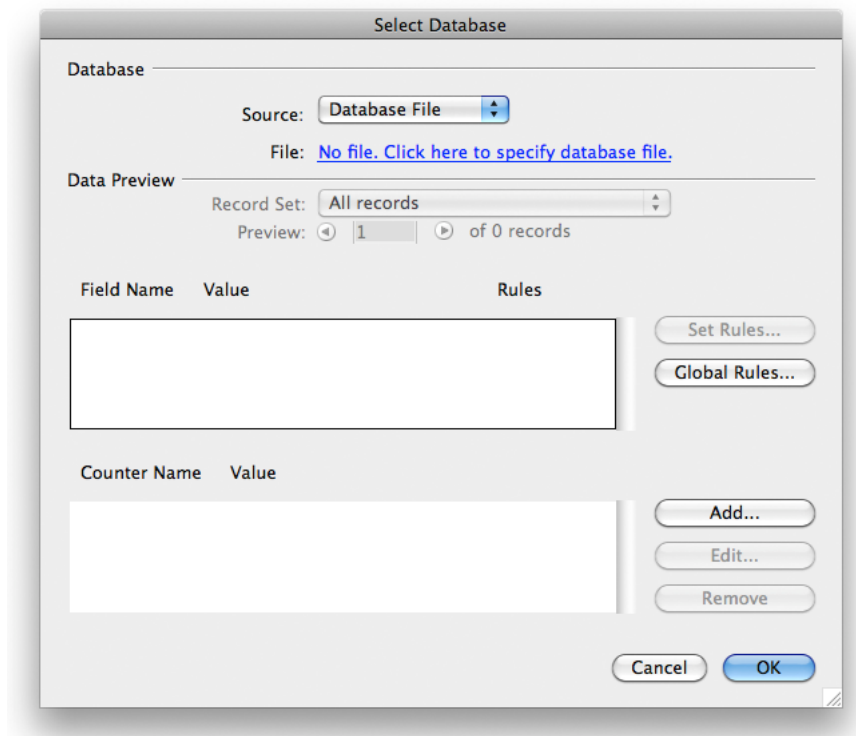 Select Database
Database
Source: Database File
File: No file. Click here to specify database file.
Data Preview
Record Set: All records
Preview: 1 of 0 records
Field Name Value Rules
Set Rules...
Global Rules...
Counter Name Value
Add...
Edit...
Remove
Cancel OK